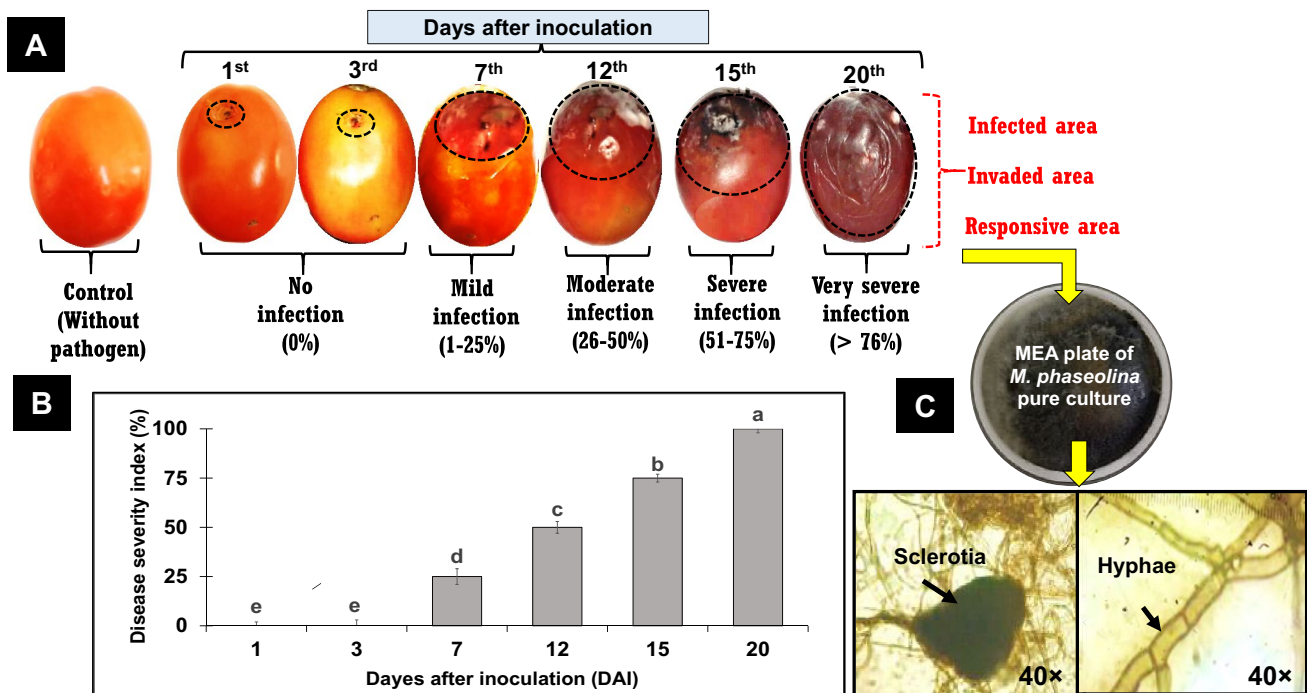 A
Days after inoculation
1st
3rd
7th
12th
15th
20th
Infected area
Invaded area
Responsive area
Control
(Without
pathogen)
No
infection
(0%)
Mild
infection
(1-25%)
Moderate
infection
(26-50%)
Severe
infection
(51-75%)
Very severe
infection
(> 76%)
B
Disease severity index (%)
100
75
50
25
0
e
e
d
c
b
a
1
3
7
12
15
20
Dayes after inoculation (DAI)
C
MEA plate of
M. phaseolina
pure culture
Sclerotia
40×
Hyphae
40×